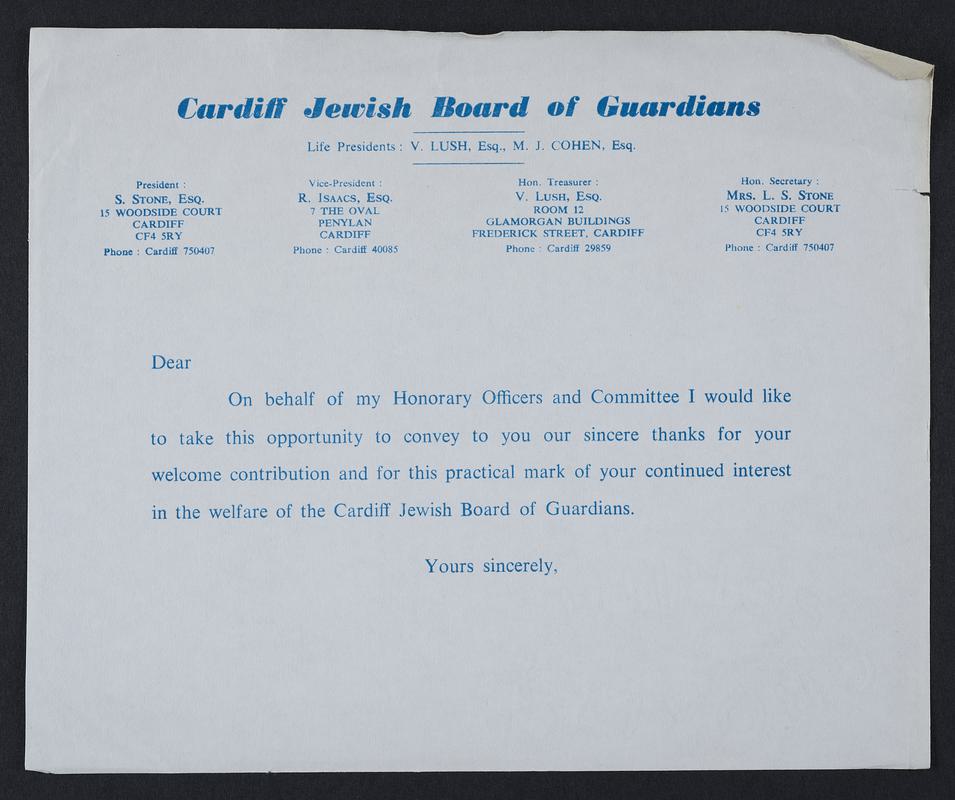 Cardiff Jewish Board of Guardians
Life Presidents : V. LUSH, Esq., M. J. COHEN, Esq.
President :
S. STONE, ESQ.
15 WOODSIDE COURT
CARDIFF
CF4 5RY
Phone : Cardiff 750407
Vice-President :
R. ISAACS, ESQ.
7 THE OVAL
PENYLAN
CARDIFF
Phone : Cardiff 40085
Hon. Treasurer :
V. LUSH, ESQ.
ROOM 12
GLAMORGAN BUILDINGS
FREDERICK STREET, CARDIFF
Phone : Cardiff 29859
Hon. Secretary :
MRS. L. S. STONE
15 WOODSIDE COURT
CARDIFF
CF4 5RY
Phone : Cardiff 750407
Dear
On behalf of my Honorary Officers and Committee I would like
to take this opportunity to convey to you our sincere thanks for your
welcome contribution and for this practical mark of your continued interest
in the welfare of the Cardiff Jewish Board of Guardians.
Yours sincerely,